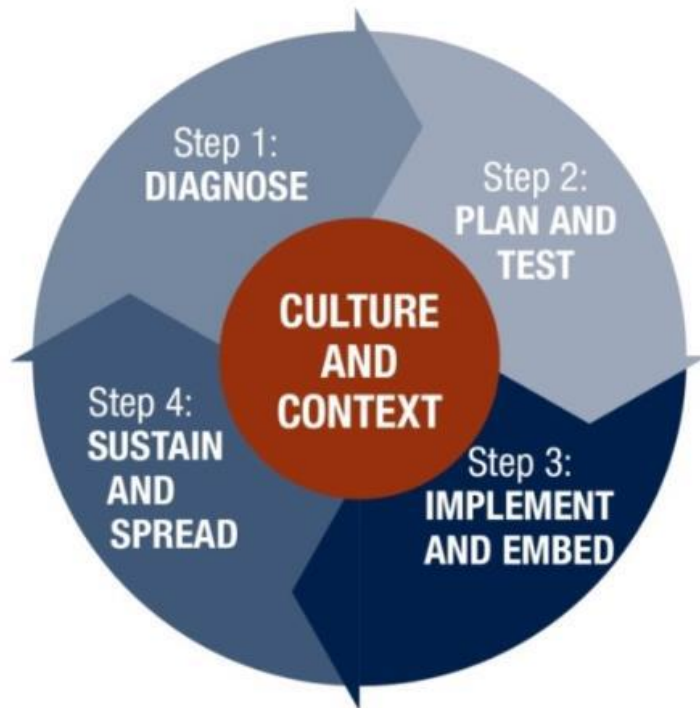 Step 1:
DIAGNOSE
Step 2:
PLAN AND
TEST
CULTURE
AND
CONTEXT
Step 3:
IMPLEMENT
AND EMBED
Step 4:
SUSTAIN
AND
SPREAD